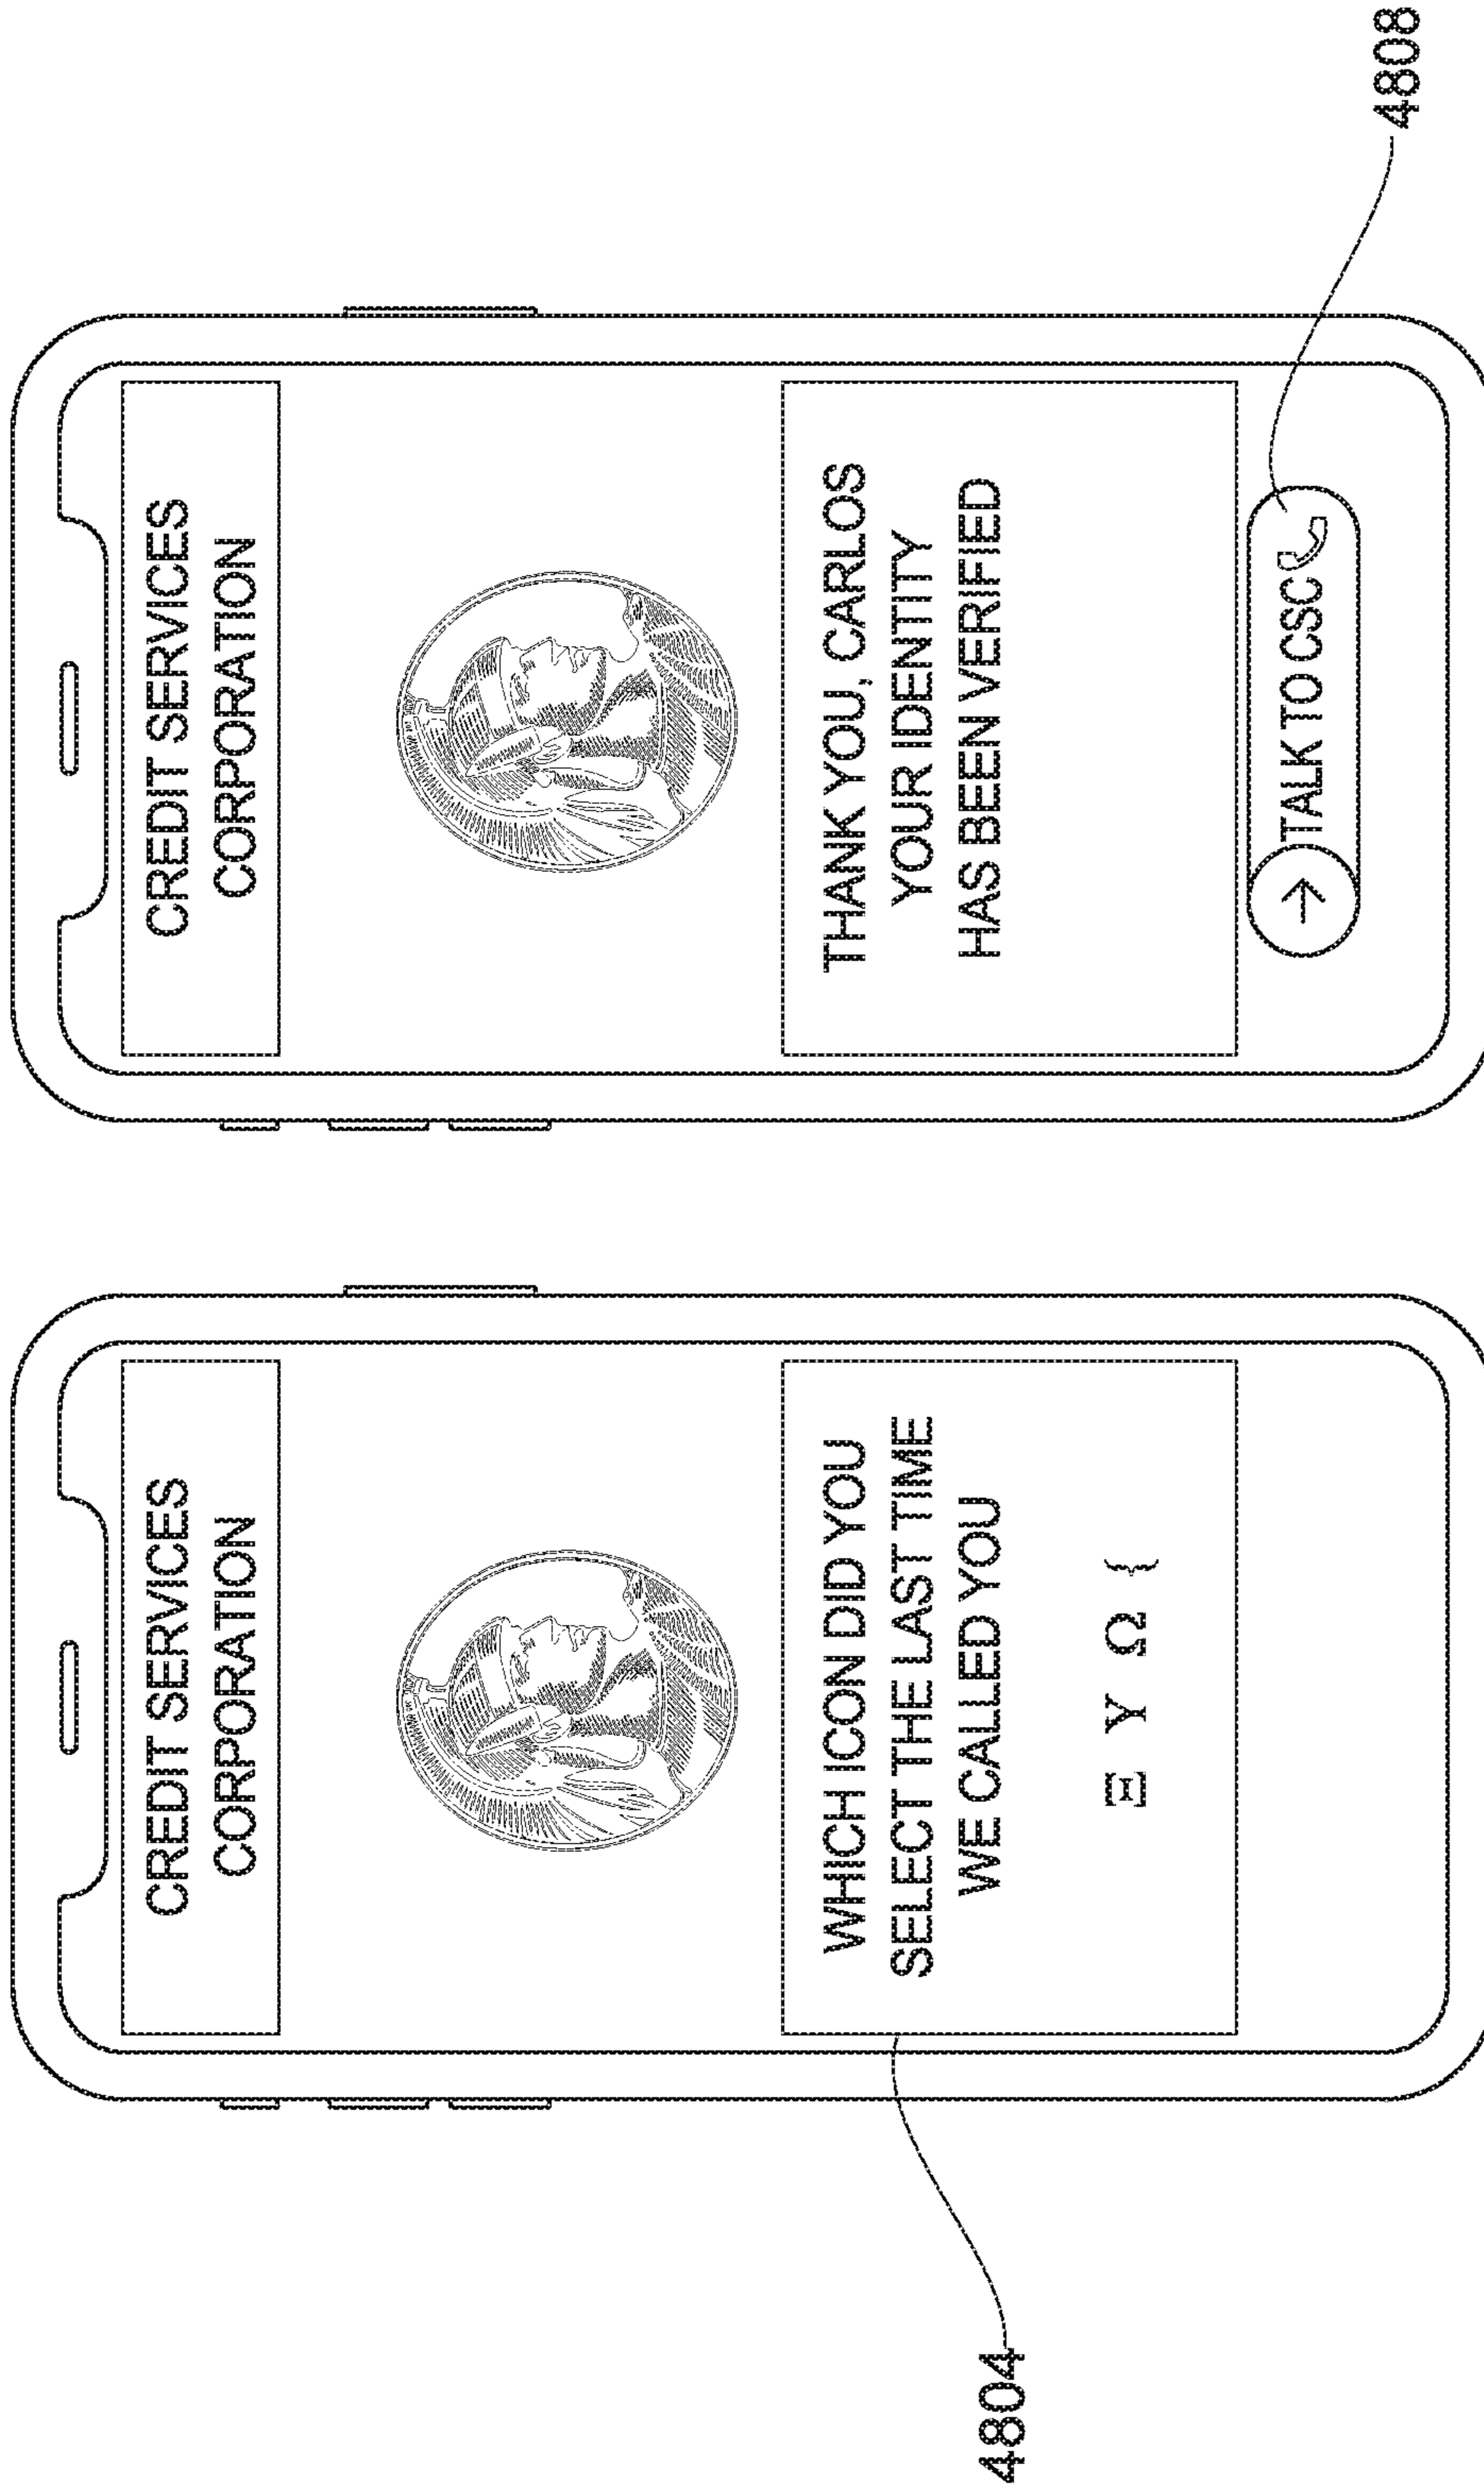 CREDIT SERVICES
CORPORATION
WHICH ICON DID YOU
SELECT THE LAST TIME
WE CALLED YOU
Ξ Υ Ω {
4804
CREDIT SERVICES
CORPORATION
THANK YOU, CARLOS
YOUR IDENTITY
HAS BEEN VERIFIED
TALK TO CSC
4808